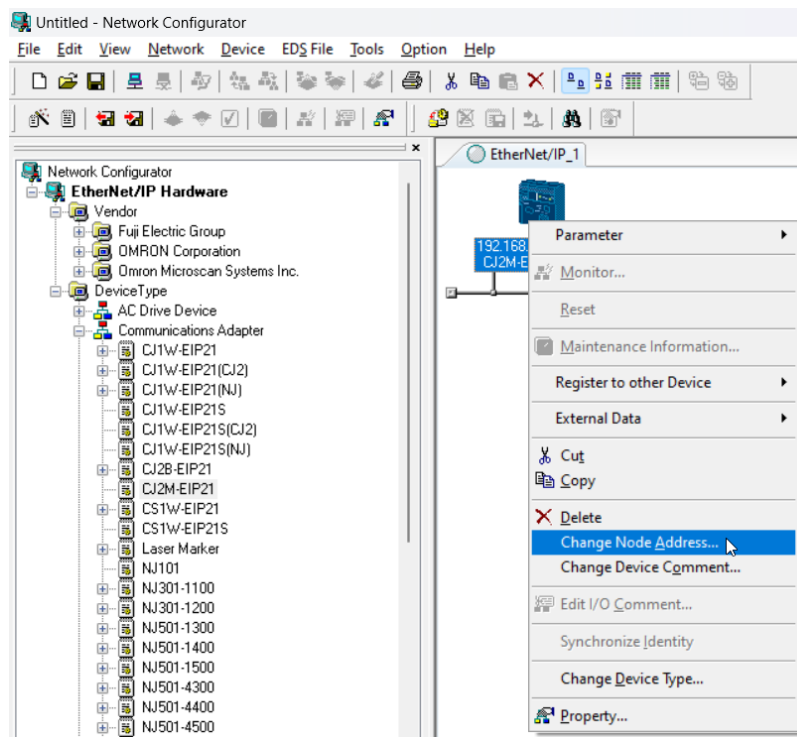 Untitled - Network Configurator
File Edit View Network Device EDS File Tools Option Help
EtherNet/IP_1
Network Configurator
EtherNet/IP Hardware
Vendor
Fuji Electric Group
OMRON Corporation
Omron Microscan Systems Inc.
DeviceType
AC Drive Device
Communications Adapter
CJ1W-EIP21
CJ1W-EIP21(CJ2)
CJ1W-EIP21(NJ)
CJ1W-EIP21S
CJ1W-EIP21S(CJ2)
CJ1W-EIP21S(NJ)
CJ2B-EIP21
CJ2M-EIP21
CS1W-EIP21
CS1W-EIP21S
Laser Marker
NJ101
NJ301-1100
NJ301-1200
NJ501-1300
NJ501-1400
NJ501-1500
NJ501-4300
NJ501-4400
NJ501-4500
192.168.
CJ2M-E
Parameter
Monitor...
Reset
Maintenance Information...
Register to other Device
External Data
Cut
Copy
Delete
Change Node Address...
Change Device Comment...
Edit I/O Comment...
Synchronize Identity
Change Device Type...
Property...